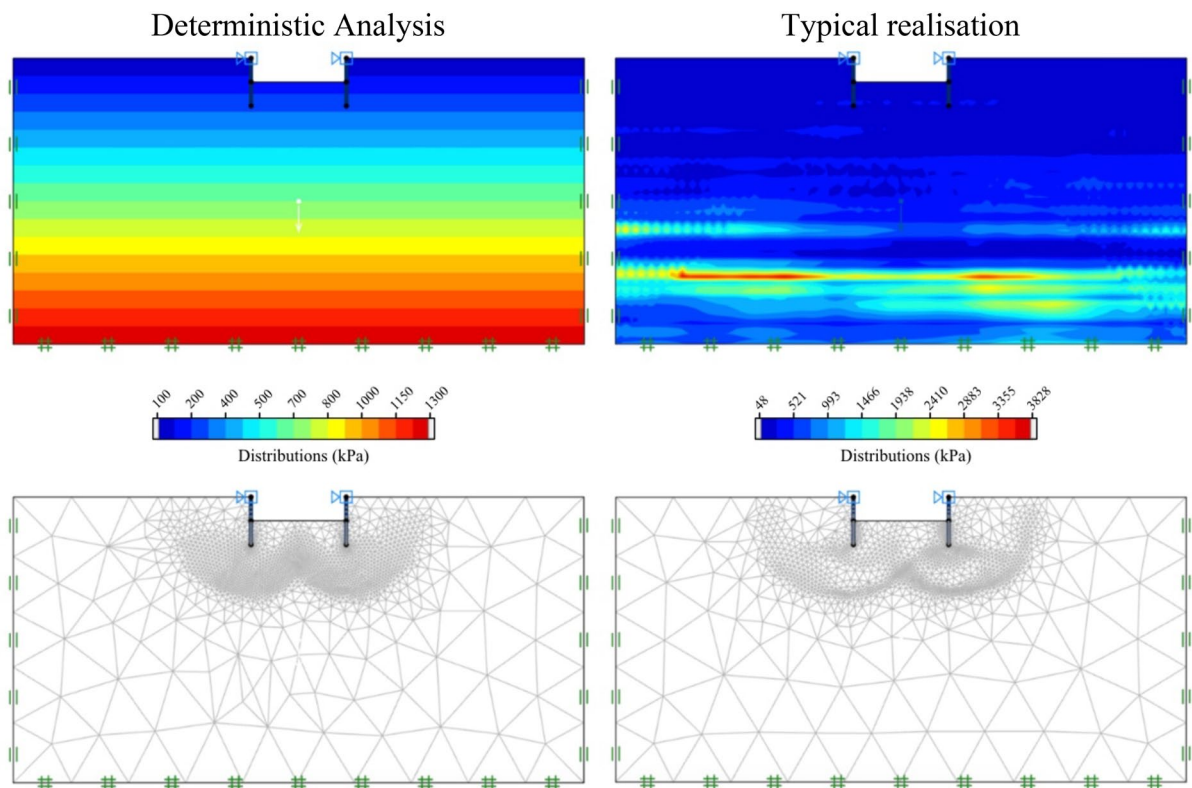 Deterministic Analysis
Typical realisation
100 200 400 500 700 800 1000 1150 1300
48 521 993 1466 1938 2410 2883 3355 3828
Distributions (kPa)
Distributions (kPa)